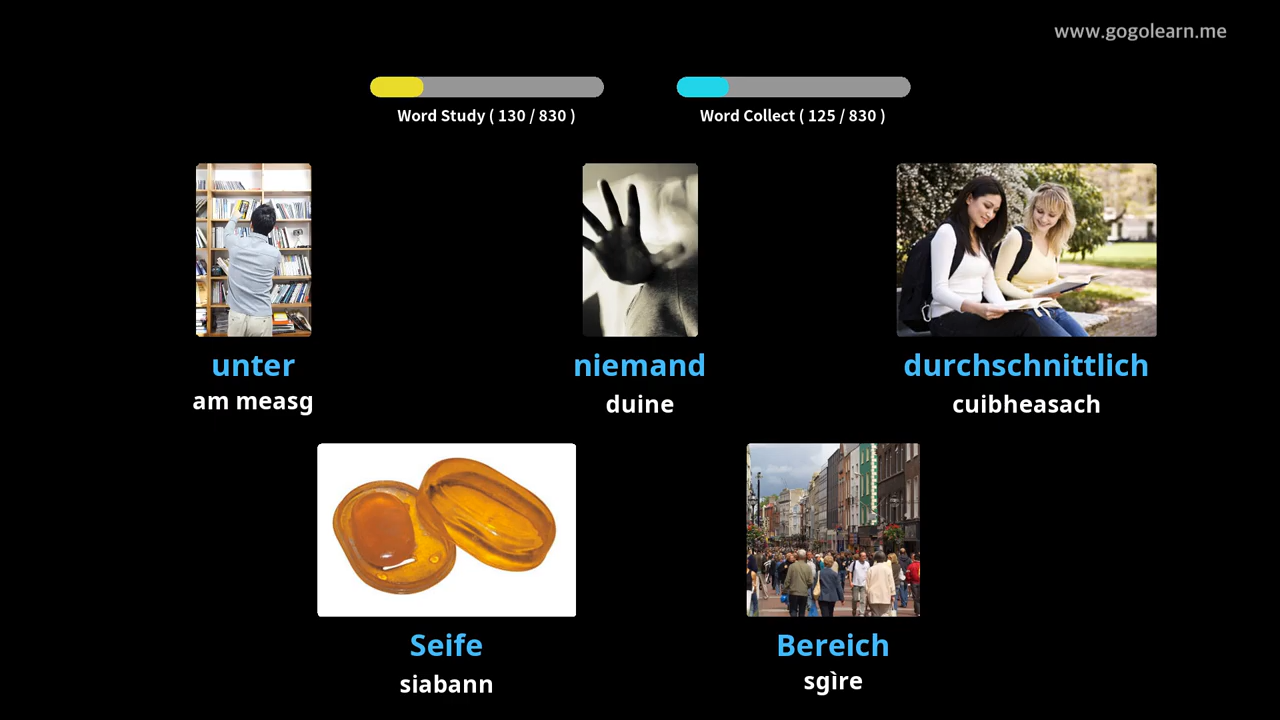 www.gogolearn.me
Word Study ( 130 / 830 )
Word Collect ( 125 / 830 )
unter
am measg
niemand
duine
durchschnittlich
cuibheasach
Seife
siabann
Bereich
sgìre